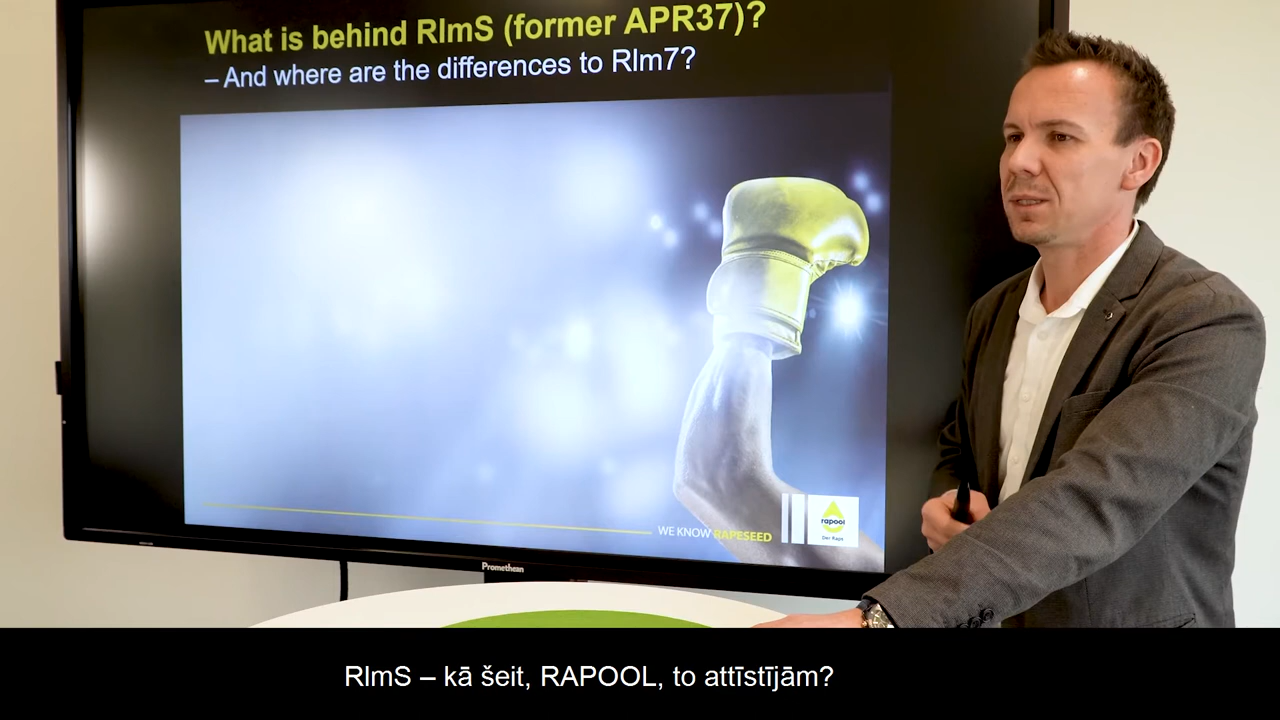 What is behind RlmS (former APR37)?
– And where are the differences to Rlm7?
WE KNOW RAPESEED
rapool
Der Raps
Promethean
RlmS – kā šeit, RAPOOL, to attīstījām?